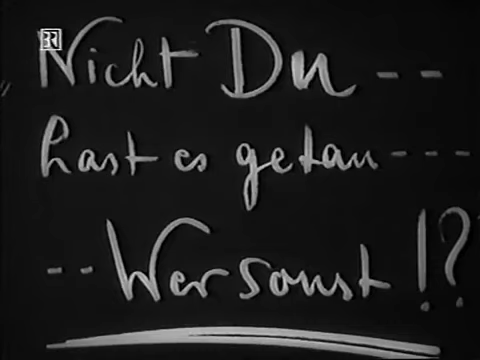 BR
Nicht Du --
hast es getan ---
-- Wer sonst!?